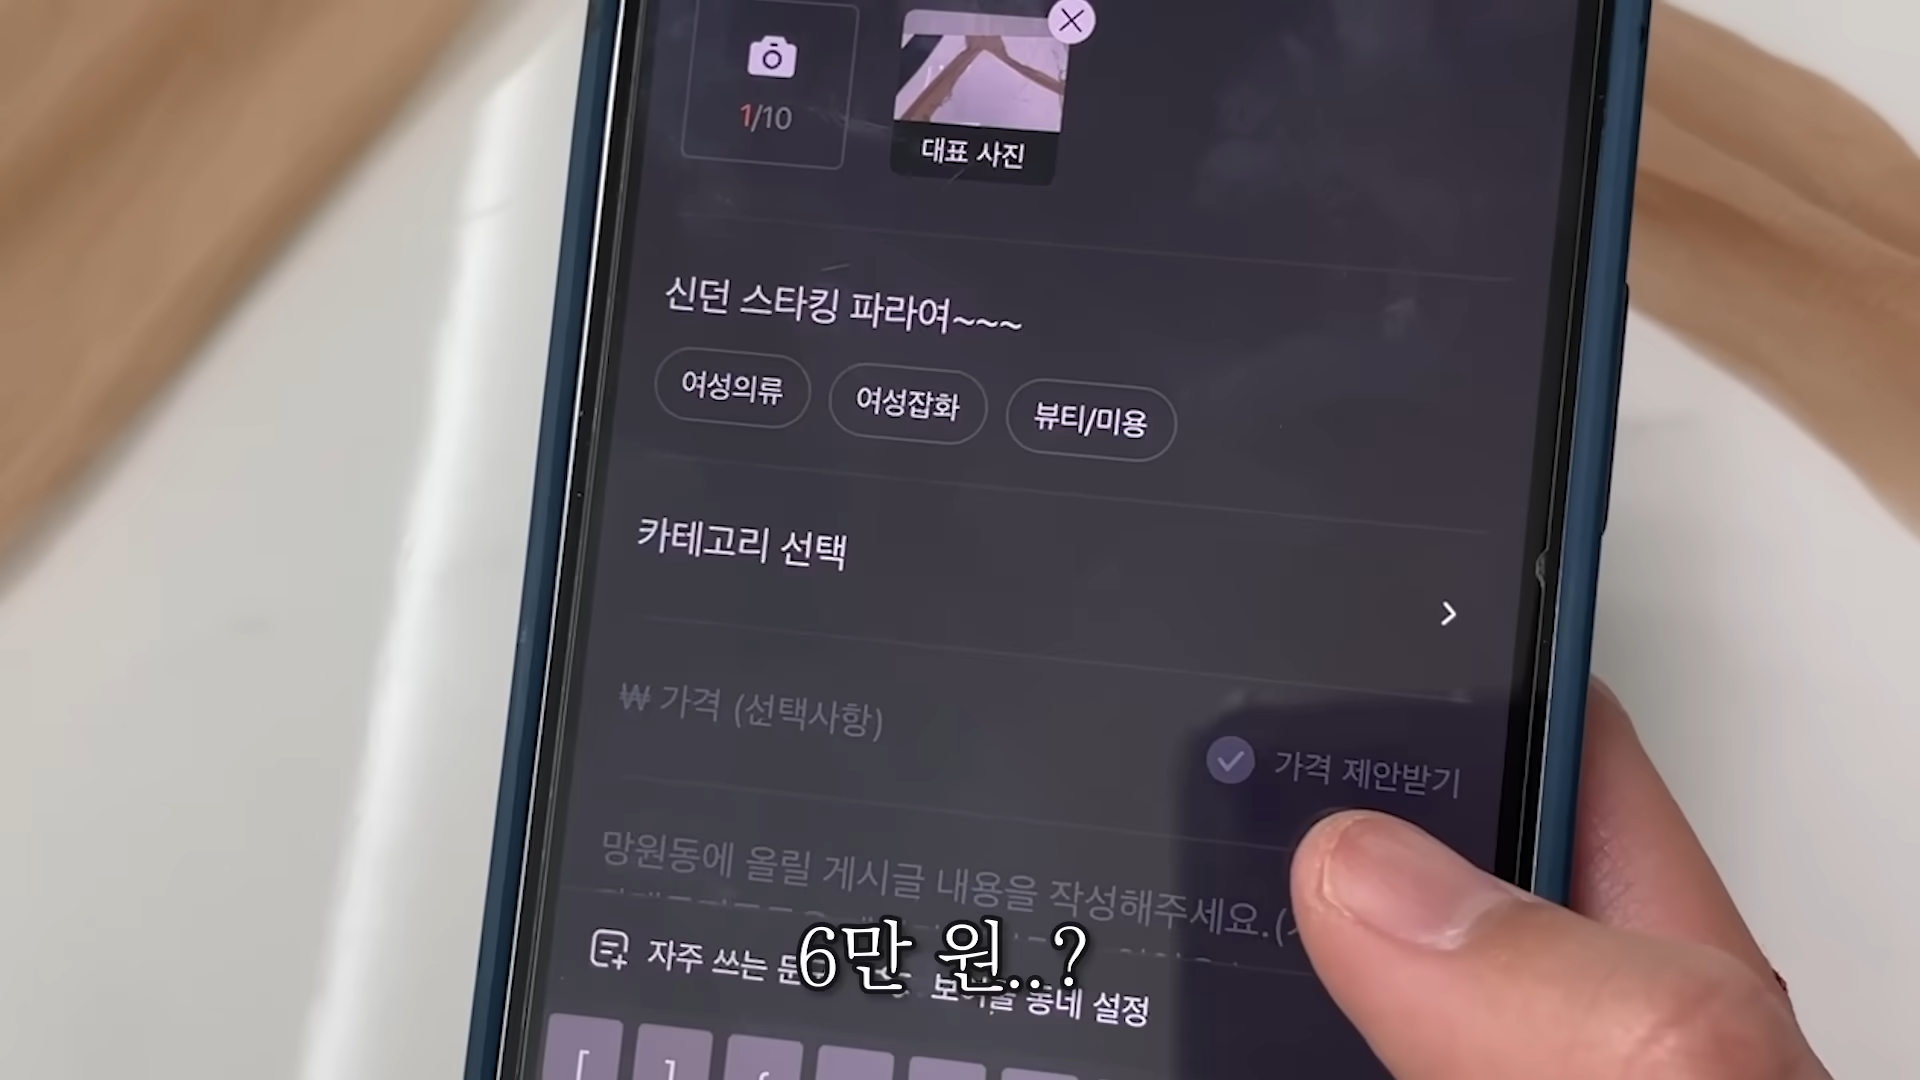 1/10
대표 사진
신던 스타킹 파라여~~~
여성의류
여성잡화
뷰티/미용
카테고리 선택
₩ 가격 (선택사항)
가격 제안받기
망원동에 올릴 게시글 내용을 작성해주세요.(
자주 쓰는
동네 설정
6만 원..?
[ ]